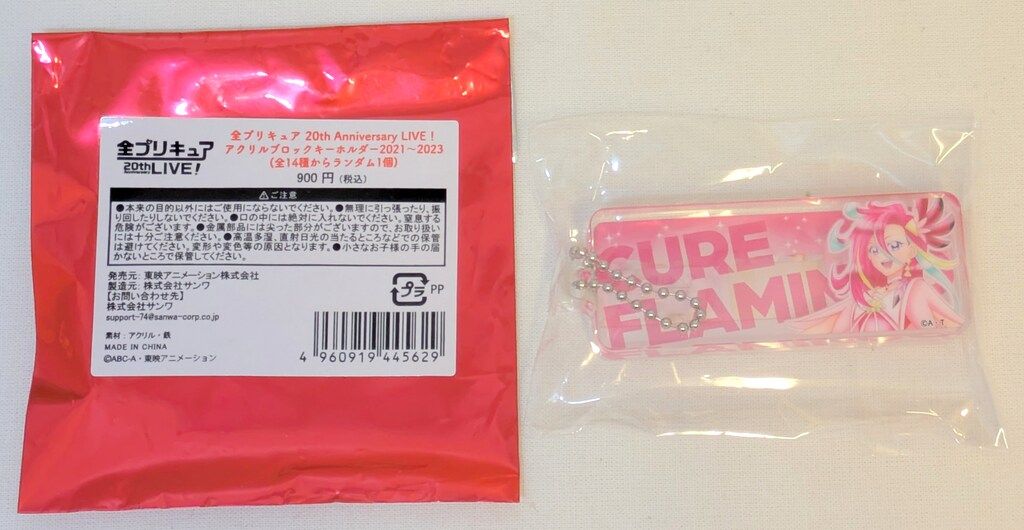 全プリキュア
20th Anniversary LIVE!
全プリキュア 20th Anniversary LIVE！
アクリルブロックキーホルダー2021～2023
（全14種からランダム1個）
900 円（税込）
⚠ご注意
●本来の目的以外にはご使用にならないでください。●無理に引っ張ったり、振
り回したりしないでください。●口の中には絶対に入れないでください。窒息する
危険がございます。●金属部品には尖った部分がございますので、お取り扱い
には十分ご注意ください。●高温多湿、直射日光の当たるところなどでの保管
は避けてください。変形や変色等の原因となります。●小さなお子様の手の届
かないところで保管してください。
発売元: 東映アニメーション株式会社
製造元: 株式会社サンワ
【お問い合わせ先】
株式会社サンワ
support-74@sanwa-corp.co.jp
プラ PP
素材：アクリル・鉄
MADE IN CHINA
©ABC-A・東映アニメーション
4 960919 445629
CURE
FLAMIN
©A・T